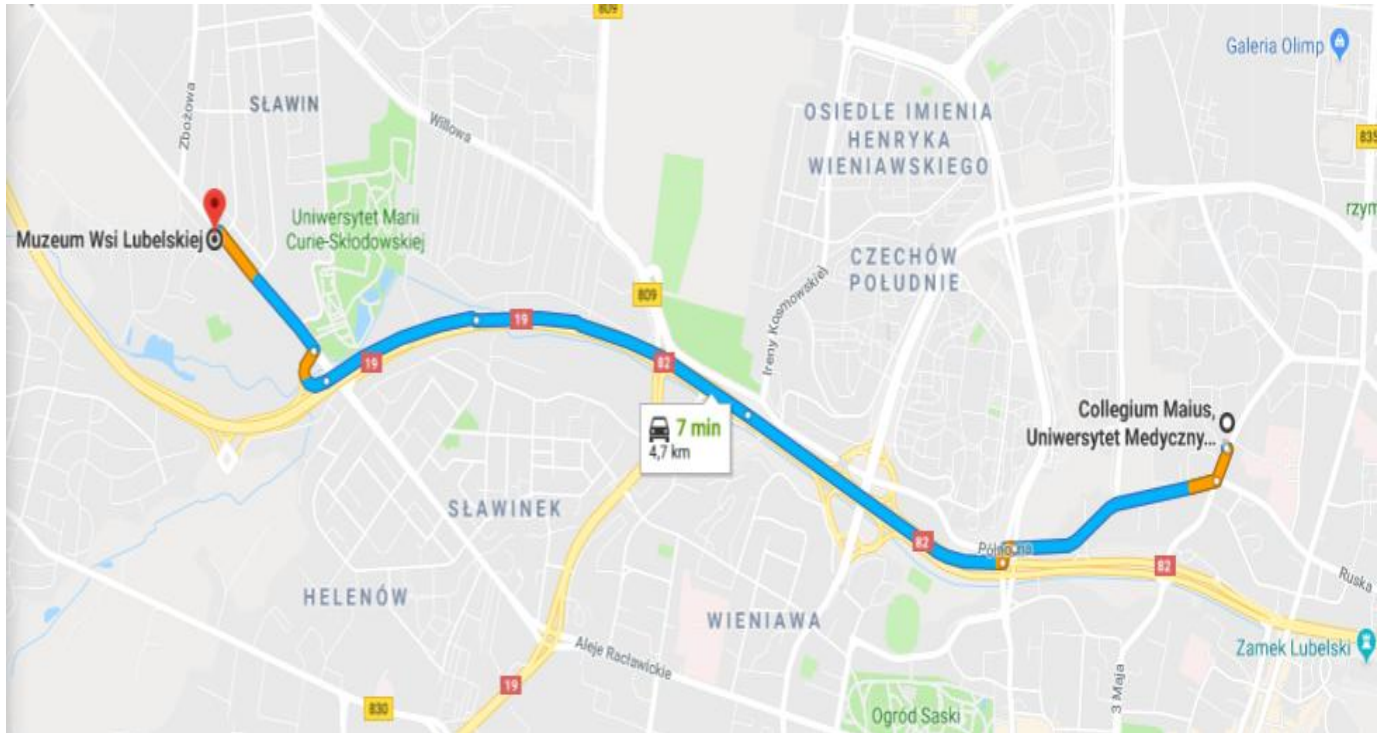 809
Galeria Olimp
835
SŁAWIN
Zbożowa
Willowa
OSIEDLE IMIENIA
HENRYKA
WIENIAWSKIEGO
rzym
Uniwersytet Marii
Curie-Skłodowskiej
Muzeum Wsi Lubelskiej
CZECHÓW
POŁUDNIE
809
Ireny Kosmowskiej
19
19
82
7 min
4,7 km
Collegium Maius,
Uniwersytet Medyczny...
SŁAWINEK
82
Północna
82
Ruska
HELENÓW
WIENIAWA
Aleje Racławickie
Zamek Lubelski
19
830
3 Maja
Ogród Saski